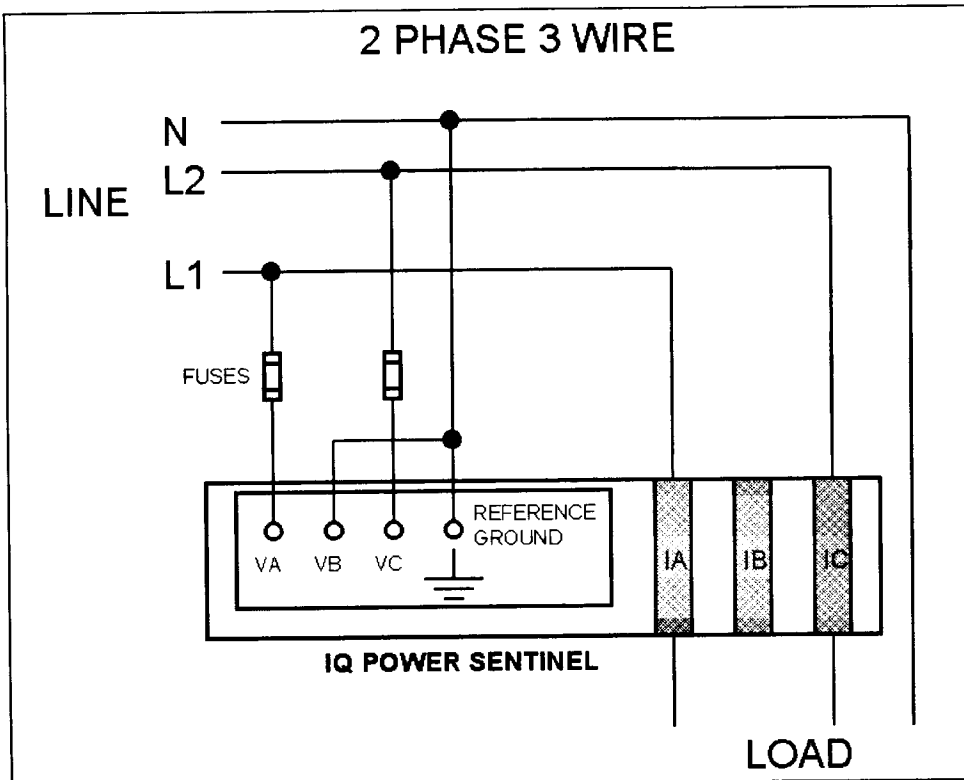 2 PHASE 3 WIRE
N
L2
LINE
L1
FUSES
REFERENCE
GROUND
VA VB VC
IA IB IC
IQ POWER SENTINEL
LOAD